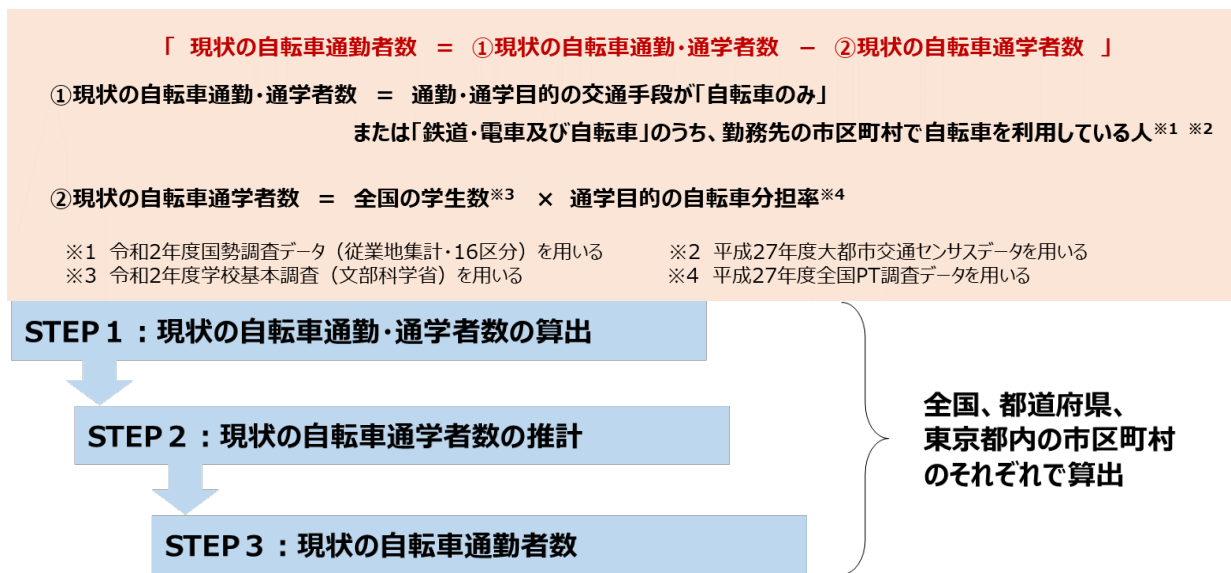 「 現状の自転車通勤者数 = ①現状の自転車通勤・通学者数 － ②現状の自転車通学者数 」
①現状の自転車通勤・通学者数 = 通勤・通学目的の交通手段が「自転車のみ」
または「鉄道・電車及び自転車」のうち、勤務先の市区町村で自転車を利用している人※1 ※2
②現状の自転車通学者数 = 全国の学生数※3 × 通学目的の自転車分担率※4
※1 令和2年度国勢調査データ（従業地集計・16区分）を用いる ※2 平成27年度大都市交通センサスデータを用いる
※3 令和2年度学校基本調査（文部科学省）を用いる ※4 平成27年度全国PT調査データを用いる
STEP１：現状の自転車通勤・通学者数の算出
STEP２：現状の自転車通学者数の推計
STEP３：現状の自転車通勤者数
全国、都道府県、
東京都内の市区町村
のそれぞれで算出